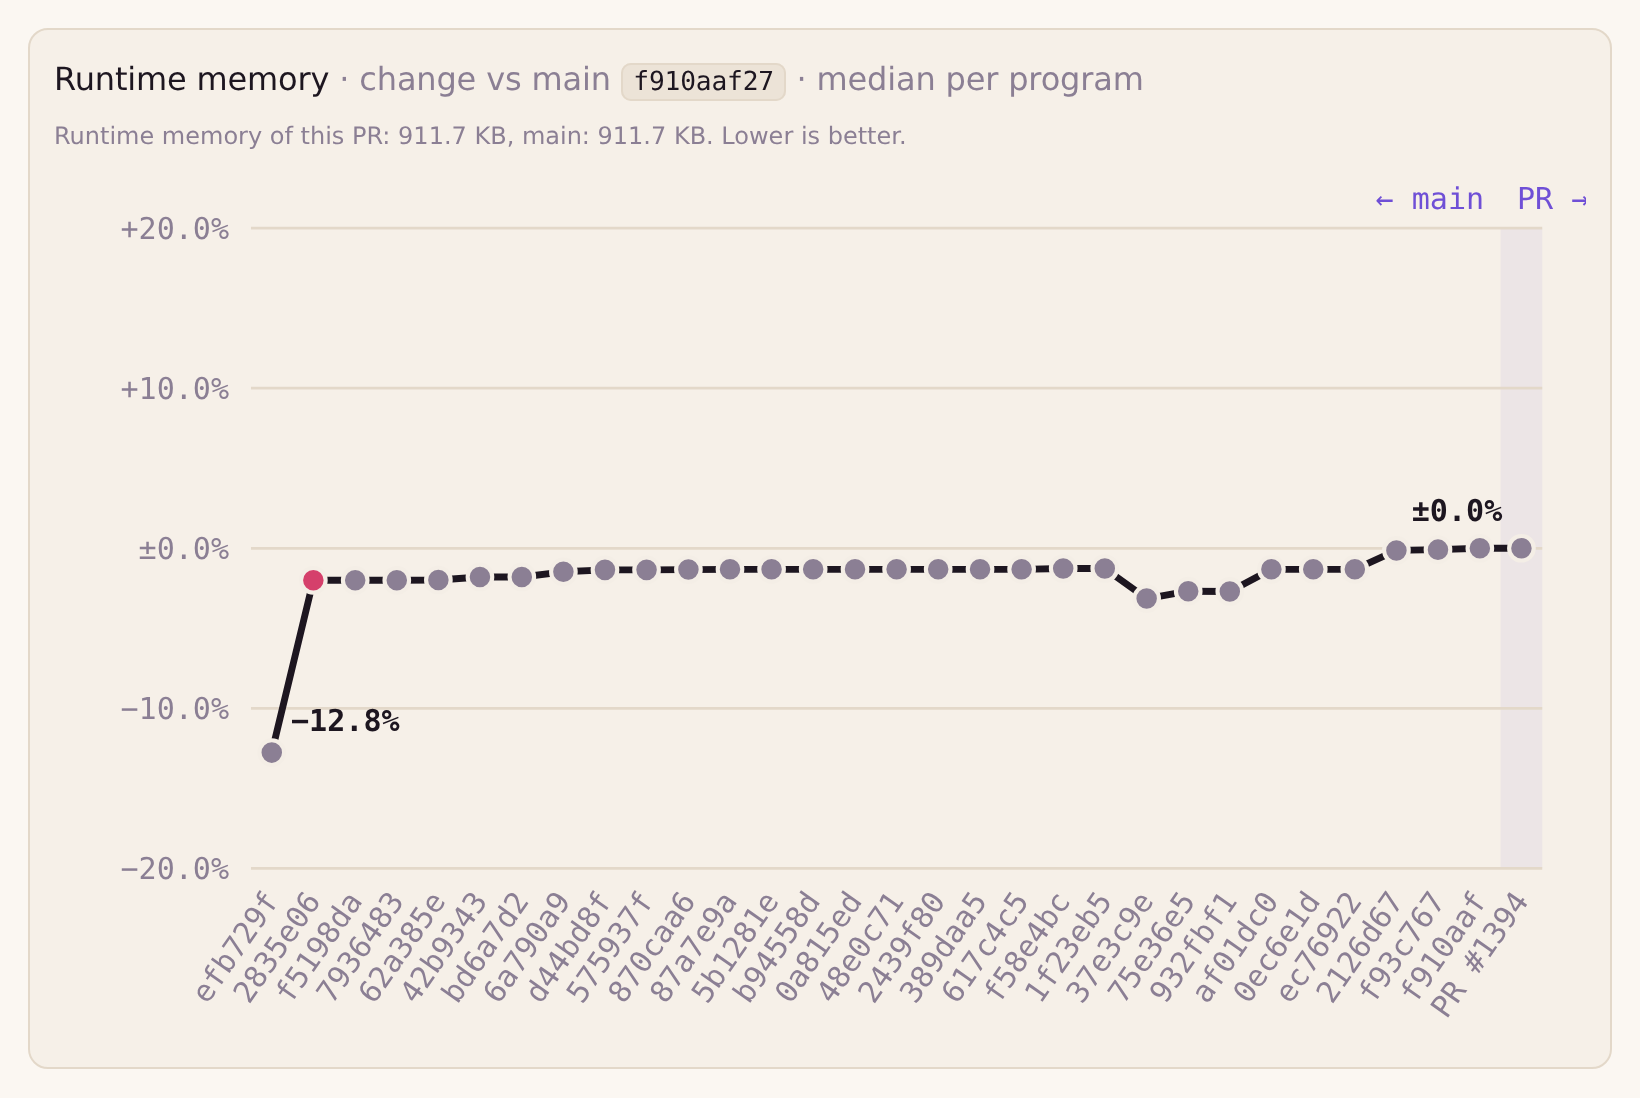 Runtime memory · change vs main f910aaf27 · median per program
Runtime memory of this PR: 911.7 KB, main: 911.7 KB. Lower is better.
← main PR →
+20.0%
+10.0%
±0.0%
−10.0%
−20.0%
−12.8%
±0.0%
efb729f
2835e06
f5198da
7936483
62a385e
42b9343
bd6a7d2
6a790a9
d44bd8f
575937f
870caa6
87a7e9a
5b1281e
b94558d
0a815ed
48e0c71
2439f80
389daa5
617c4c5
f58e4bc
1f23eb5
37e3c9e
75e36e5
932fbf1
af01dc0
0ec6e1d
ec76922
2126d67
f93c767
f910aaf
PR #1394